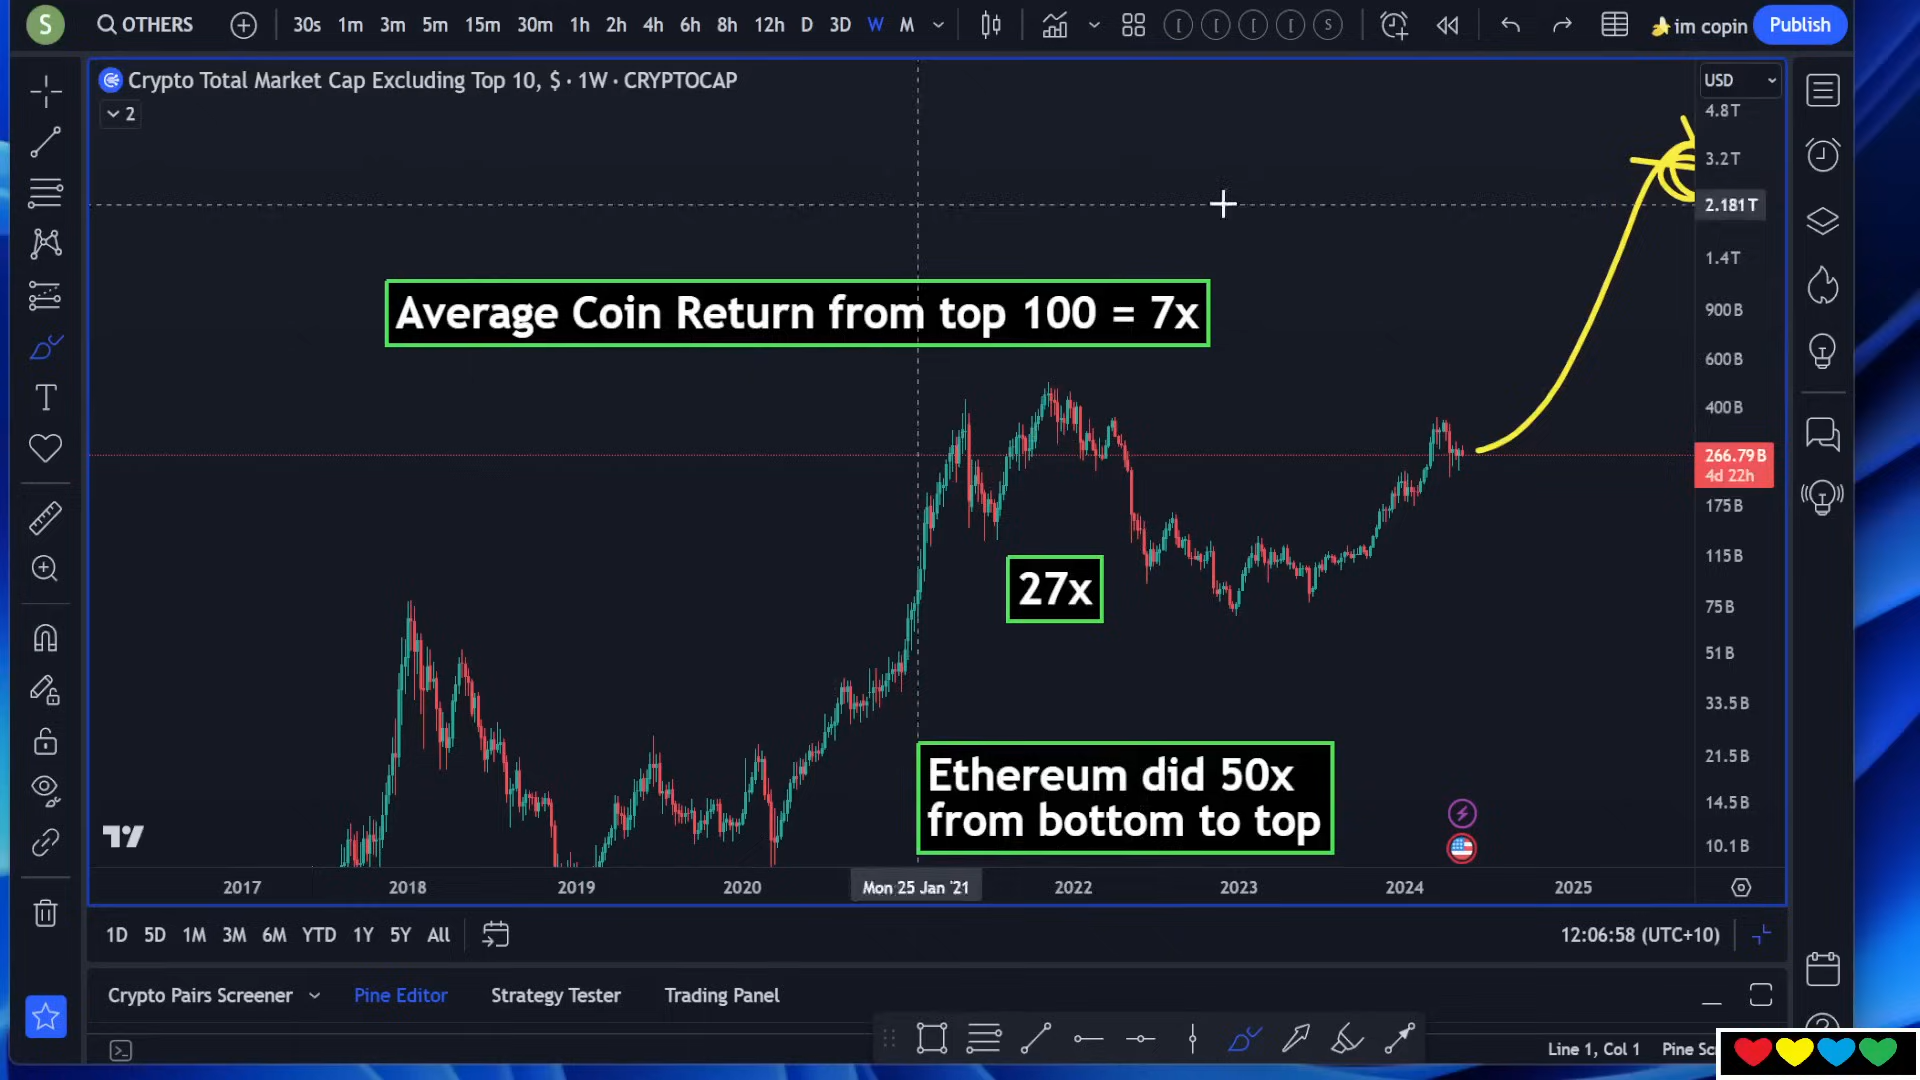 S
OTHERS
30s 1m 3m 5m 15m 30m 1h 2h 4h 6h 8h 12h D 3D W M
[ [ [ [ S
im copin
Publish
Crypto Total Market Cap Excluding Top 10, $ · 1W · CRYPTOCAP
2
USD
4.8T
3.2T
2.181T
1.4T
900B
600B
400B
266.79B
4d 22h
175B
115B
75B
51B
33.5B
21.5B
14.5B
10.1B
Average Coin Return from top 100 = 7x
27x
Ethereum did 50x
from bottom to top
2017 2018 2019 2020 Mon 25 Jan '21 2022 2023 2024 2025
1D 5D 1M 3M 6M YTD 1Y 5Y All
12:06:58 (UTC+10)
Crypto Pairs Screener Pine Editor Strategy Tester Trading Panel
Line 1, Col 1